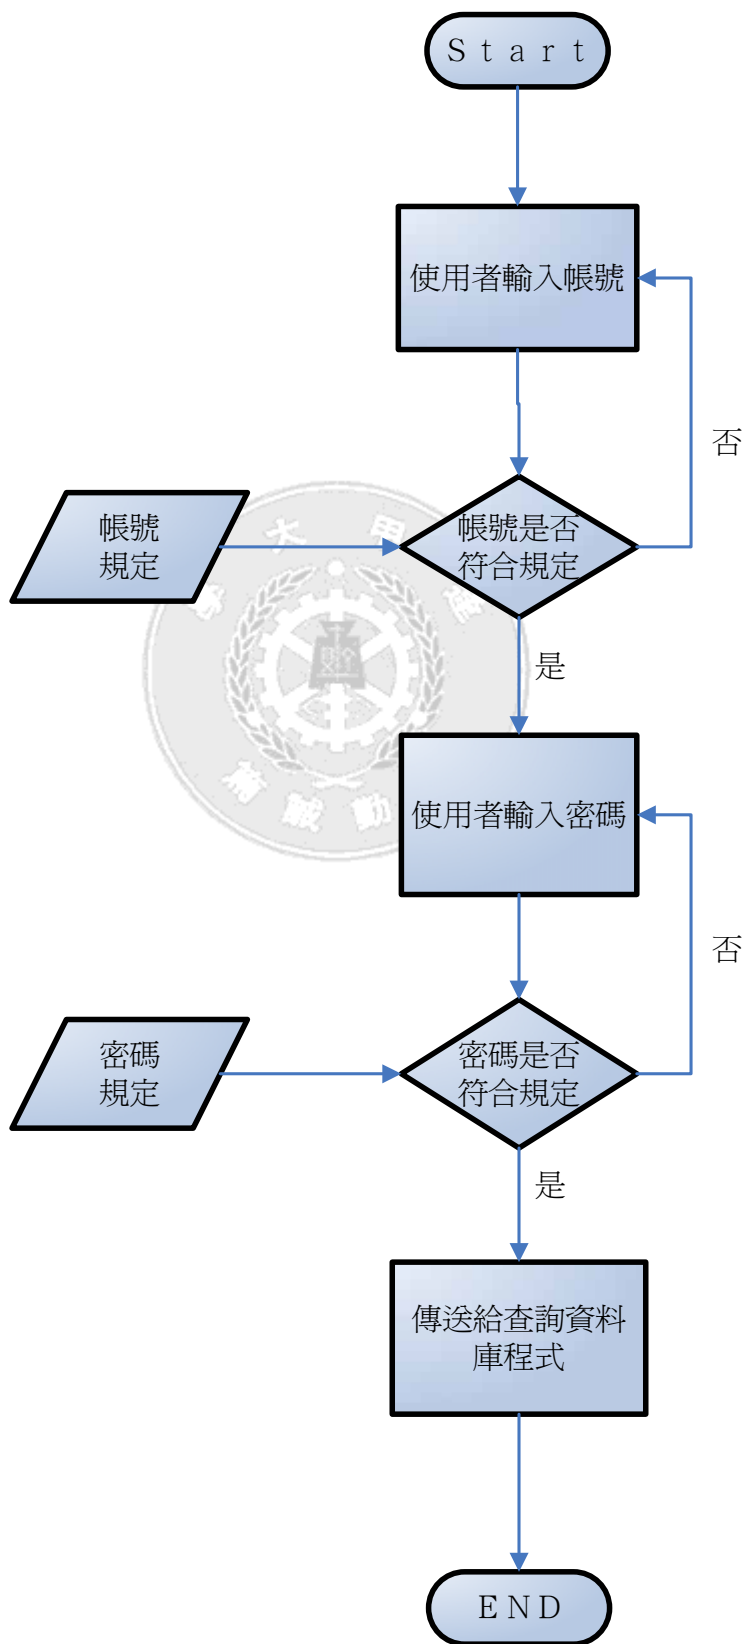 Start
使用者輸入帳號
否
帳號
規定
帳號是否
符合規定
是
使用者輸入密碼
否
密碼
規定
密碼是否
符合規定
是
傳送給查詢資料
庫程式
END